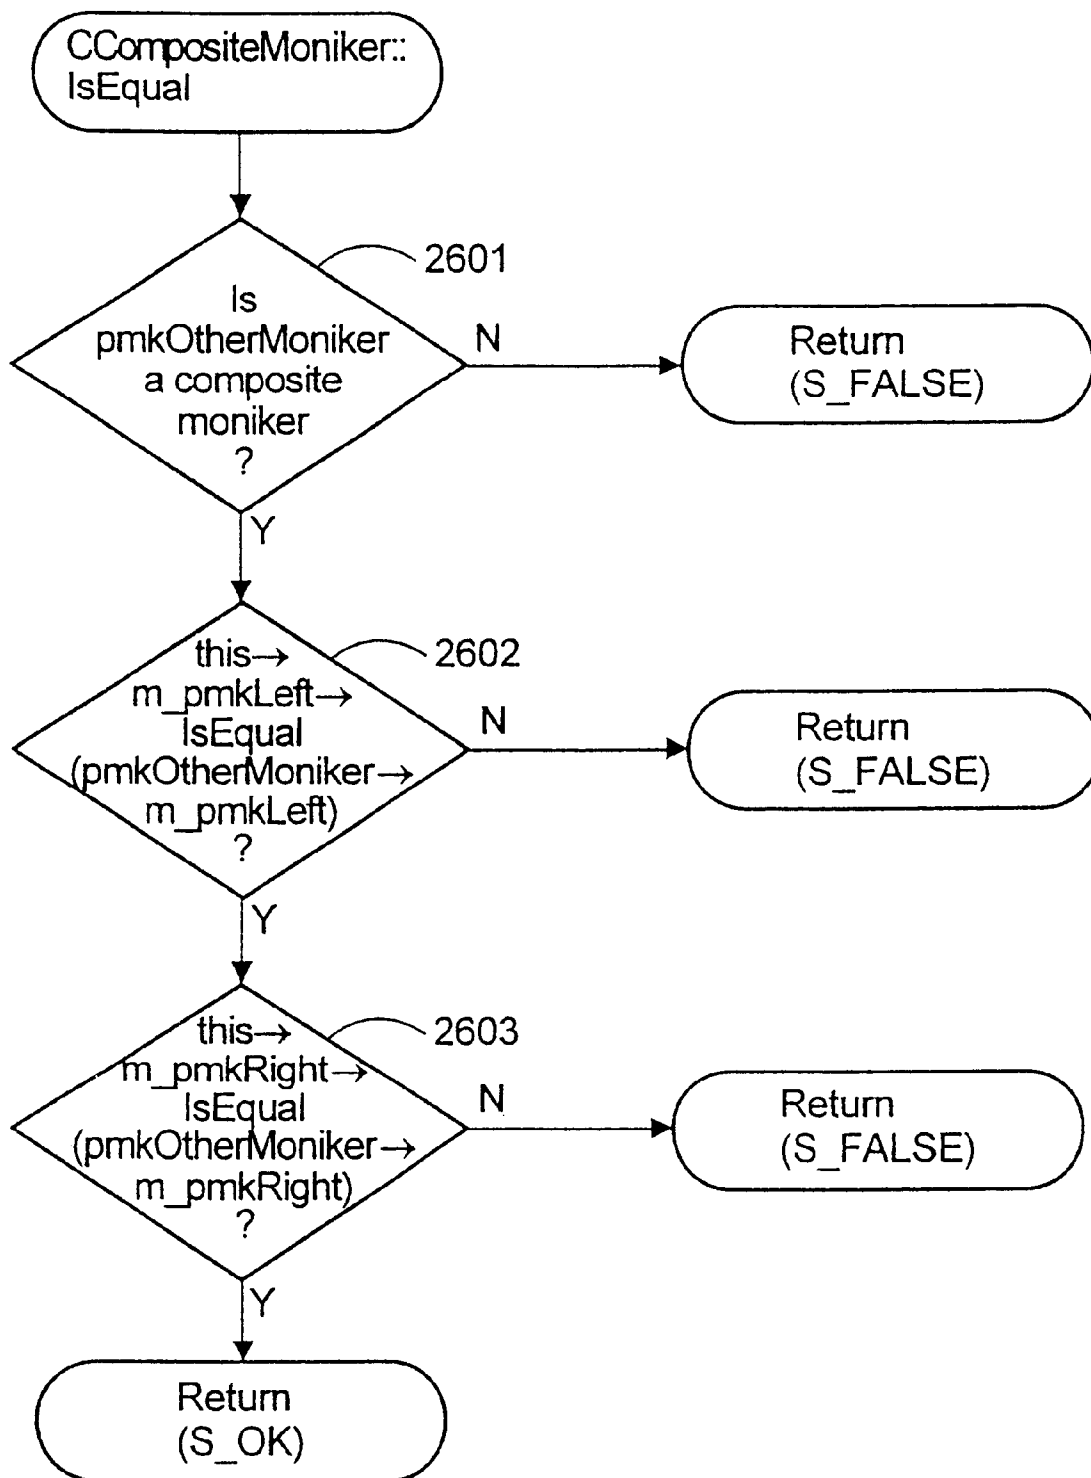 CCompositeMoniker::
IsEqual
2601
Is
pmkOtherMoniker
a composite
moniker
?
N
Return
(S_FALSE)
Y
2602
this→
m_pmkLeft→
IsEqual
(pmkOtherMoniker→
m_pmkLeft)
?
N
Return
(S_FALSE)
Y
2603
this→
m_pmkRight→
IsEqual
(pmkOtherMoniker→
m_pmkRight)
?
N
Return
(S_FALSE)
Y
Return
(S_OK)